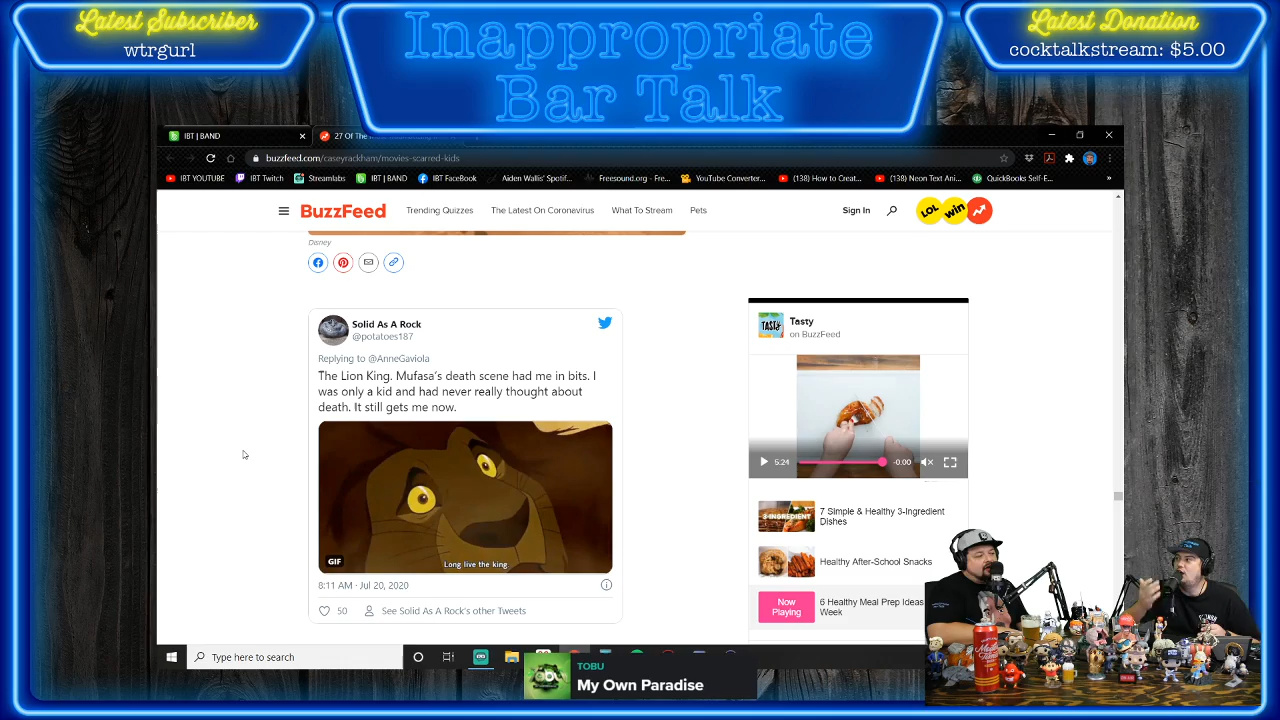 Latest Subscriber
wtrgurl
Inappropriate
Bar Talk
Latest Donation
cocktalkstream: $5.00
IBT | BAND
27 Of The
buzzfeed.com/caseyrackham/movies-scarred-kids
IBT YOUTUBE
IBT Twitch
Streamlabs
IBT | BAND
IBT FaceBook
Aiden Wallis' Spotif...
Freesound.org - Fre...
YouTube Converter...
(138) How to Creat...
(138) Neon Text Ani...
QuickBooks Self-E...
»
BuzzFeed
Trending Quizzes
The Latest On Coronavirus
What To Stream
Pets
Sign In
LOL
win
Disney
Solid As A Rock
@potatoes187
Replying to @AnneGaviola
The Lion King. Mufasa's death scene had me in bits. I
was only a kid and had never really thought about
death. It still gets me now.
GIF
Long live the king
8:11 AM · Jul 20, 2020
50
See Solid As A Rock's other Tweets
TASTY
Tasty
on BuzzFeed
5:24
-0:00
3-INGREDIENT
7 Simple & Healthy 3-Ingredient
Dishes
Healthy After-School Snacks
Now
Playing
6 Healthy Meal Prep Ideas
Week
Type here to search
TOBU
My Own Paradise